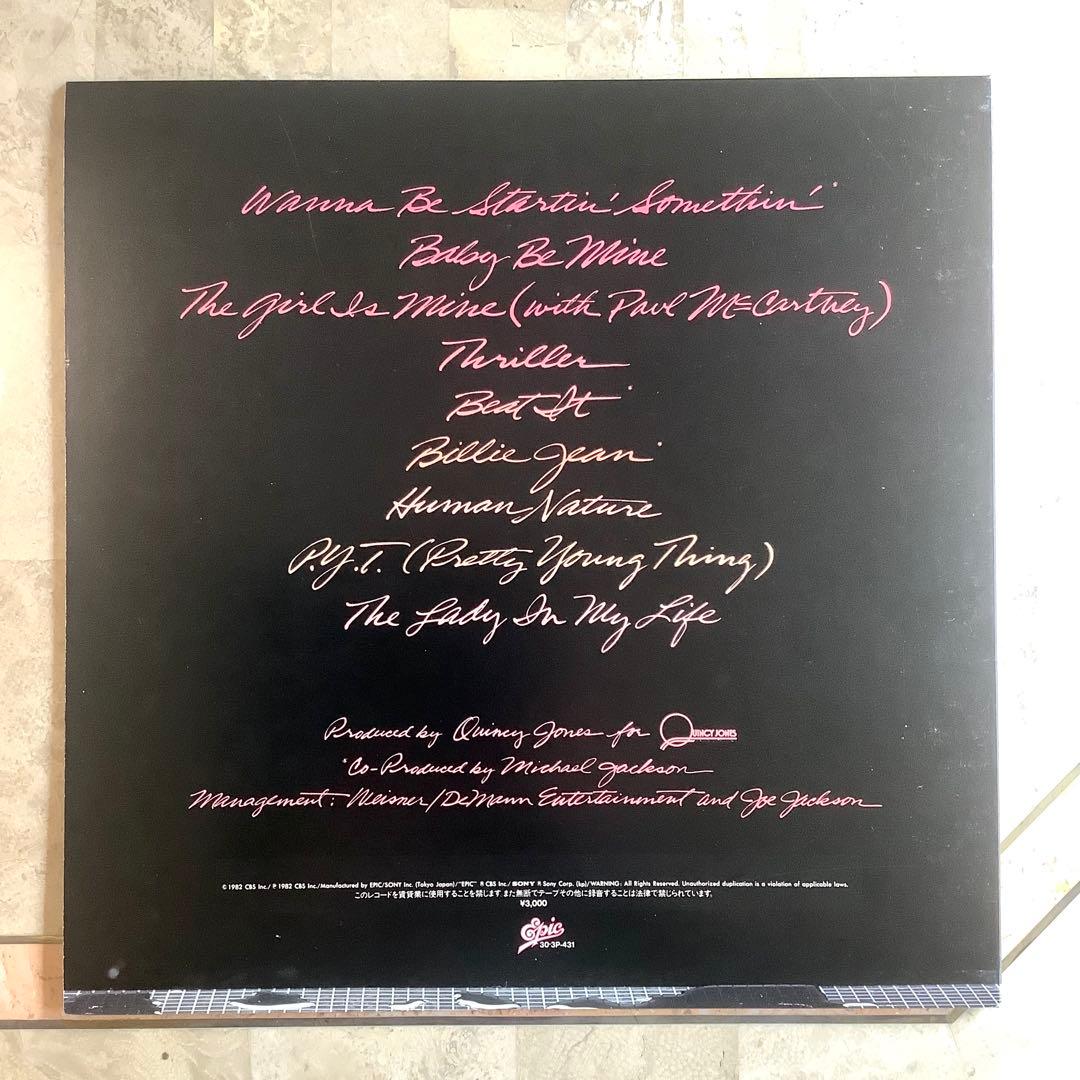 Wanna Be Startin' Somethin'*
Baby Be Mine
The Girl Is Mine (with Paul McCartney)
Thriller
Beat It*
Billie Jean*
Human Nature
P.Y.T. (Pretty Young Thing)
The Lady In My Life
Produced by Quincy Jones for QUINCY JONES
*Co-Produced by Michael Jackson
Management: Weisner/DeMann Entertainment and Joe Jackson
© 1982 CBS Inc./ ℗ 1982 CBS Inc./Manufactured by EPIC/SONY Inc. (Tokyo Japan)/"EPIC" ® CBS Inc./SONY ® Sony Corp. (kp)/WARNING: All Rights Reserved. Unauthorized duplication is a violation of applicable laws.
このレコードを賃貸業に使用することを禁じます. また無断でテープその他に録音することは法律で禁じられています.
¥3,000
Epic
30·3P-431